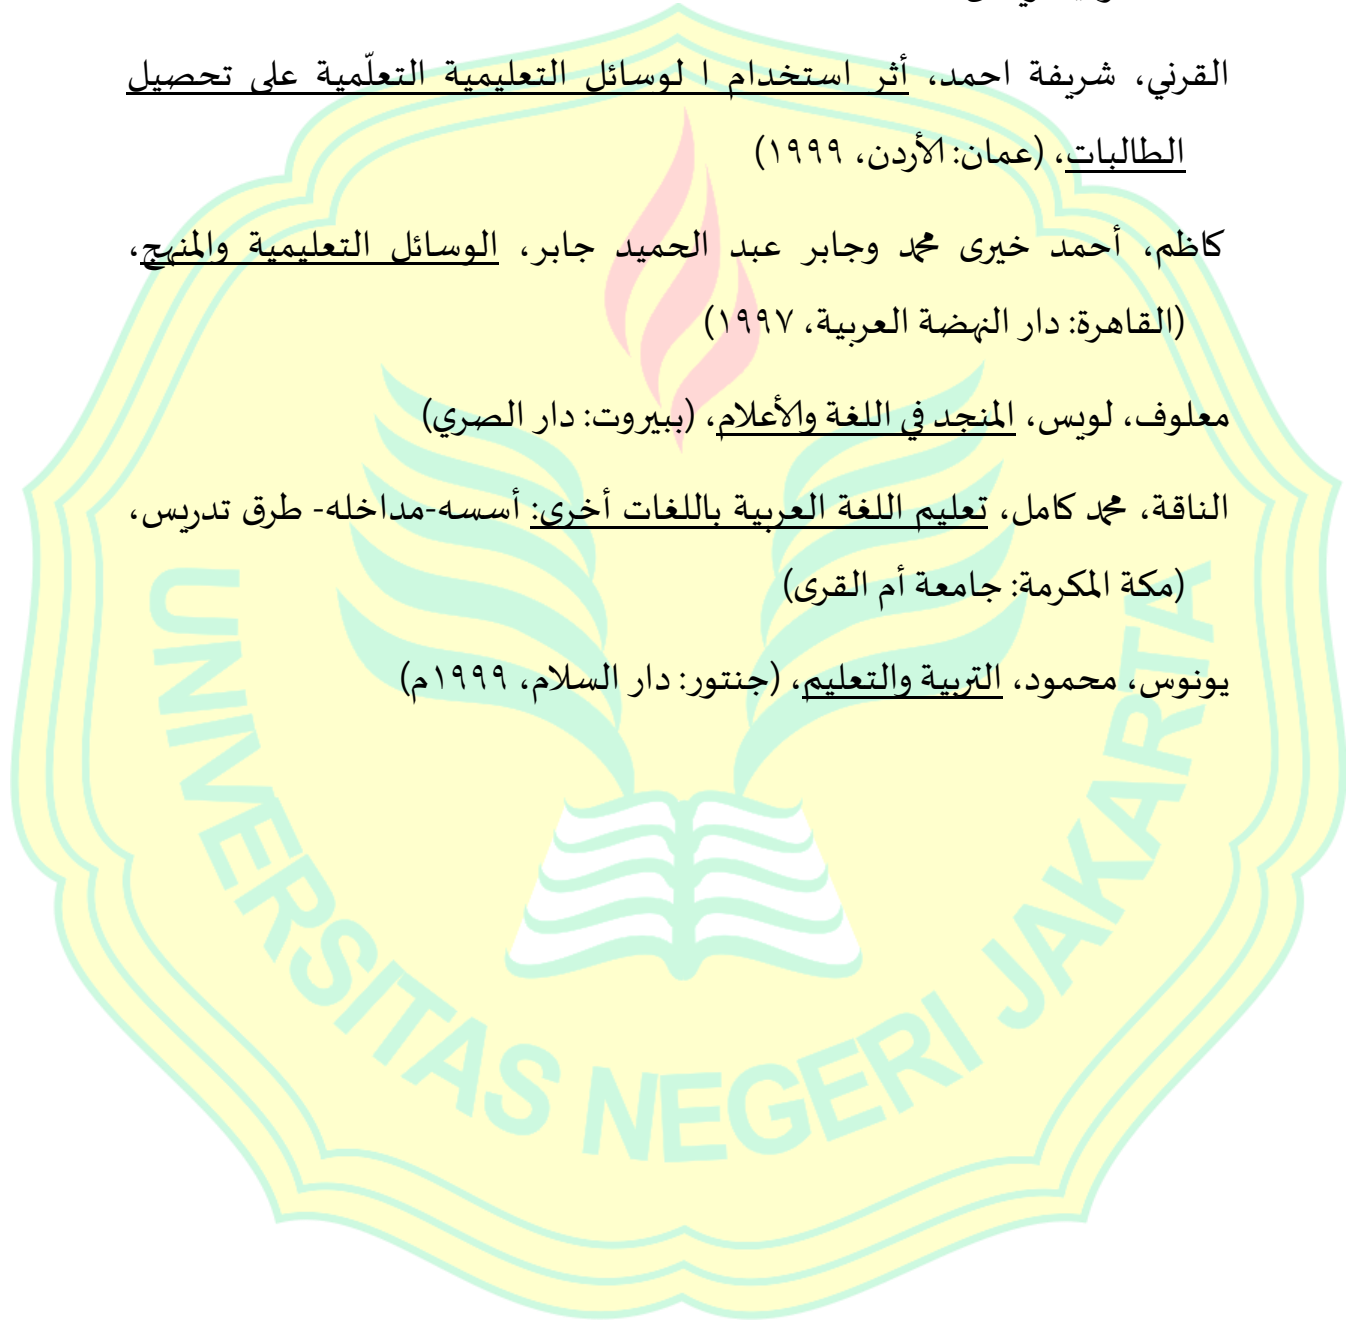 القرني، شريفة احمد، أثر استخدام ا لوسائل التعليمية التعلّمية على تحصيل
الطالبات، (عمان: الأردن، ١٩٩٩)
كاظم، أحمد خيرى محمد وجابر عبد الحميد جابر، الوسائل التعليمية والمنهج،
(القاهرة: دار النهضة العربية، ١٩٩٧)
معلوف، لويس، المنجد في اللغة والأعلام، (ببيروت: دار الصري)
الناقة، محمد كامل، تعليم اللغة العربية باللغات أخرى: أسسه-مداخله- طرق تدريس،
(مكة المكرمة: جامعة أم القرى)
يونوس، محمود، التربية والتعليم، (جنتور: دار السلام، ١٩٩٩م)
UNIVERSITAS NEGERI JAKARTA